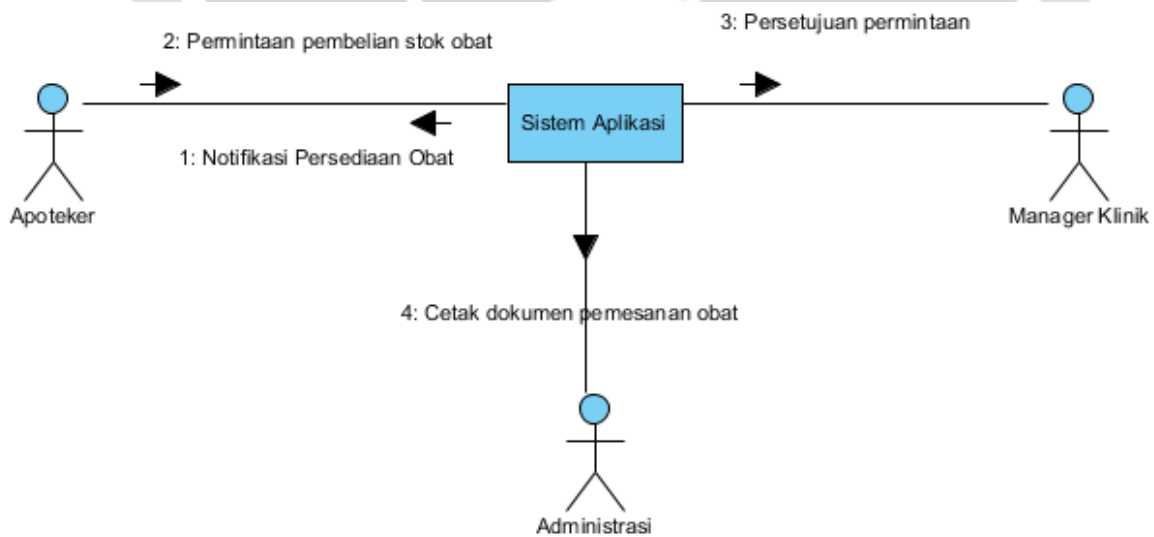 3: Persetujuan permintaan
2: Permintaan pembelian stok obat
Sistem Aplikasi
1: Notifikasi Persediaan Obat
Apoteker
Manager Klinik
4: Cetak dokumen pemesanan obat
Administrasi